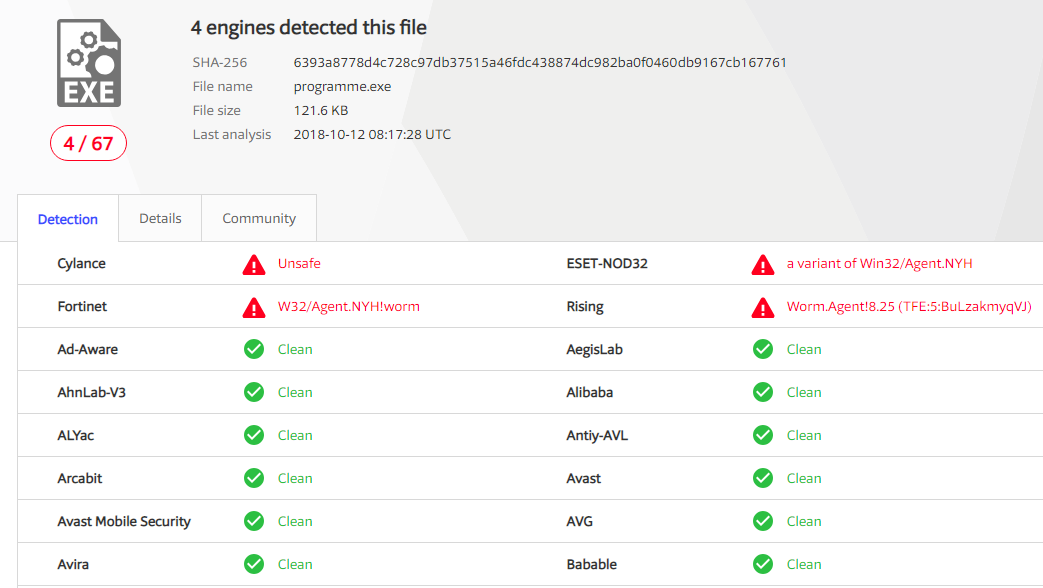 4 engines detected this file
SHA-256 6393a8778d4c728c97db37515a46fdc438874dc982ba0f0460db9167cb167761
File name programme.exe
File size 121.6 KB
Last analysis 2018-10-12 08:17:28 UTC
EXE
4 / 67
Detection Details Community
Cylance Unsafe ESET-NOD32 a variant of Win32/Agent.NYH
Fortinet W32/Agent.NYH!worm Rising Worm.Agent!8.25 (TFE:5:BuLzakmyqVJ)
Ad-Aware Clean AegisLab Clean
AhnLab-V3 Clean Alibaba Clean
ALYac Clean Antiy-AVL Clean
Arcabit Clean Avast Clean
Avast Mobile Security Clean AVG Clean
Avira Clean Babable Clean